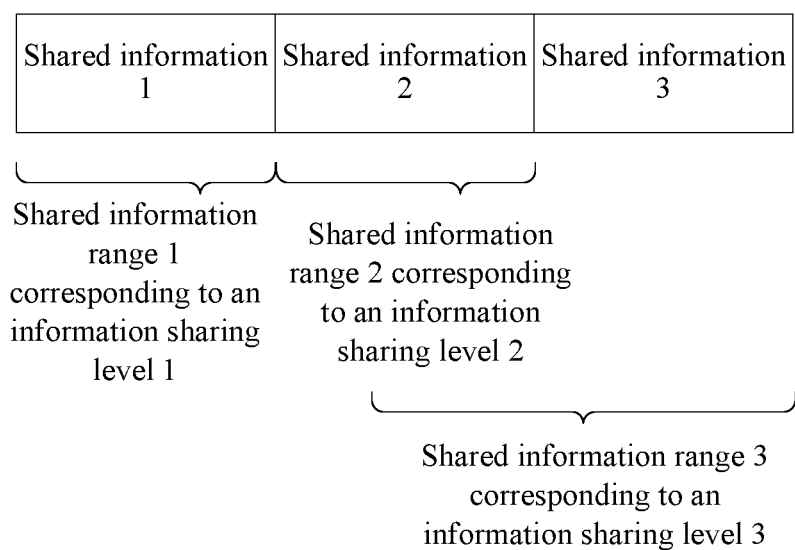 Shared information
1
Shared information
2
Shared information
3
Shared information
range 1
corresponding to an
information sharing
level 1
Shared information
range 2 corresponding
to an information
sharing level 2
Shared information range 3
corresponding to an
information sharing level 3